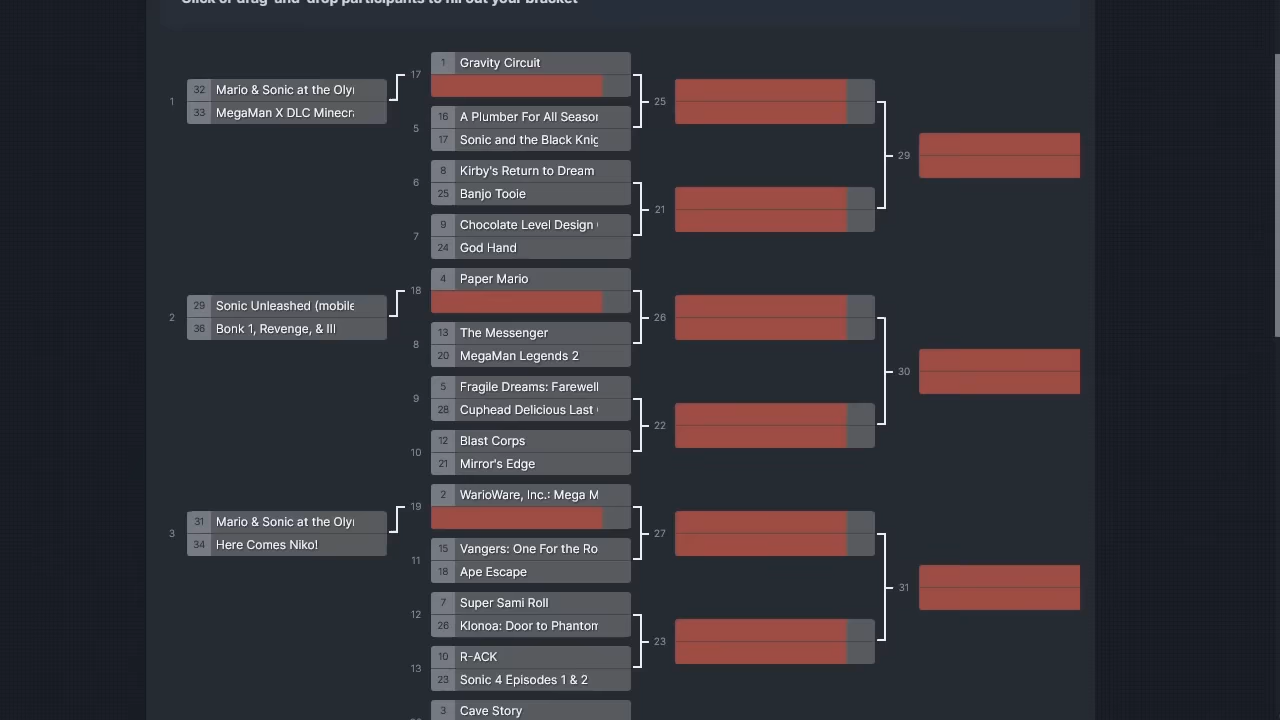 Click or drag-and-drop participants to fill out your bracket
1
32 Mario & Sonic at the Oly
33 MegaMan X DLC Minecr
17
1 Gravity Circuit
5
16 A Plumber For All Season
17 Sonic and the Black Knig
25
6
8 Kirby's Return to Dream
25 Banjo Tooie
21
7
9 Chocolate Level Design
24 God Hand
29
2
29 Sonic Unleashed (mobile
36 Bonk 1, Revenge, & III
18
4 Paper Mario
8
13 The Messenger
20 MegaMan Legends 2
26
9
5 Fragile Dreams: Farewell
28 Cuphead Delicious Last
22
10
12 Blast Corps
21 Mirror's Edge
30
3
31 Mario & Sonic at the Oly
34 Here Comes Niko!
19
2 WarioWare, Inc.: Mega M
11
15 Vangers: One For the Ro
18 Ape Escape
27
12
7 Super Sami Roll
26 Klonoa: Door to Phantom
23
13
10 R-ACK
23 Sonic 4 Episodes 1 & 2
31
3 Cave Story